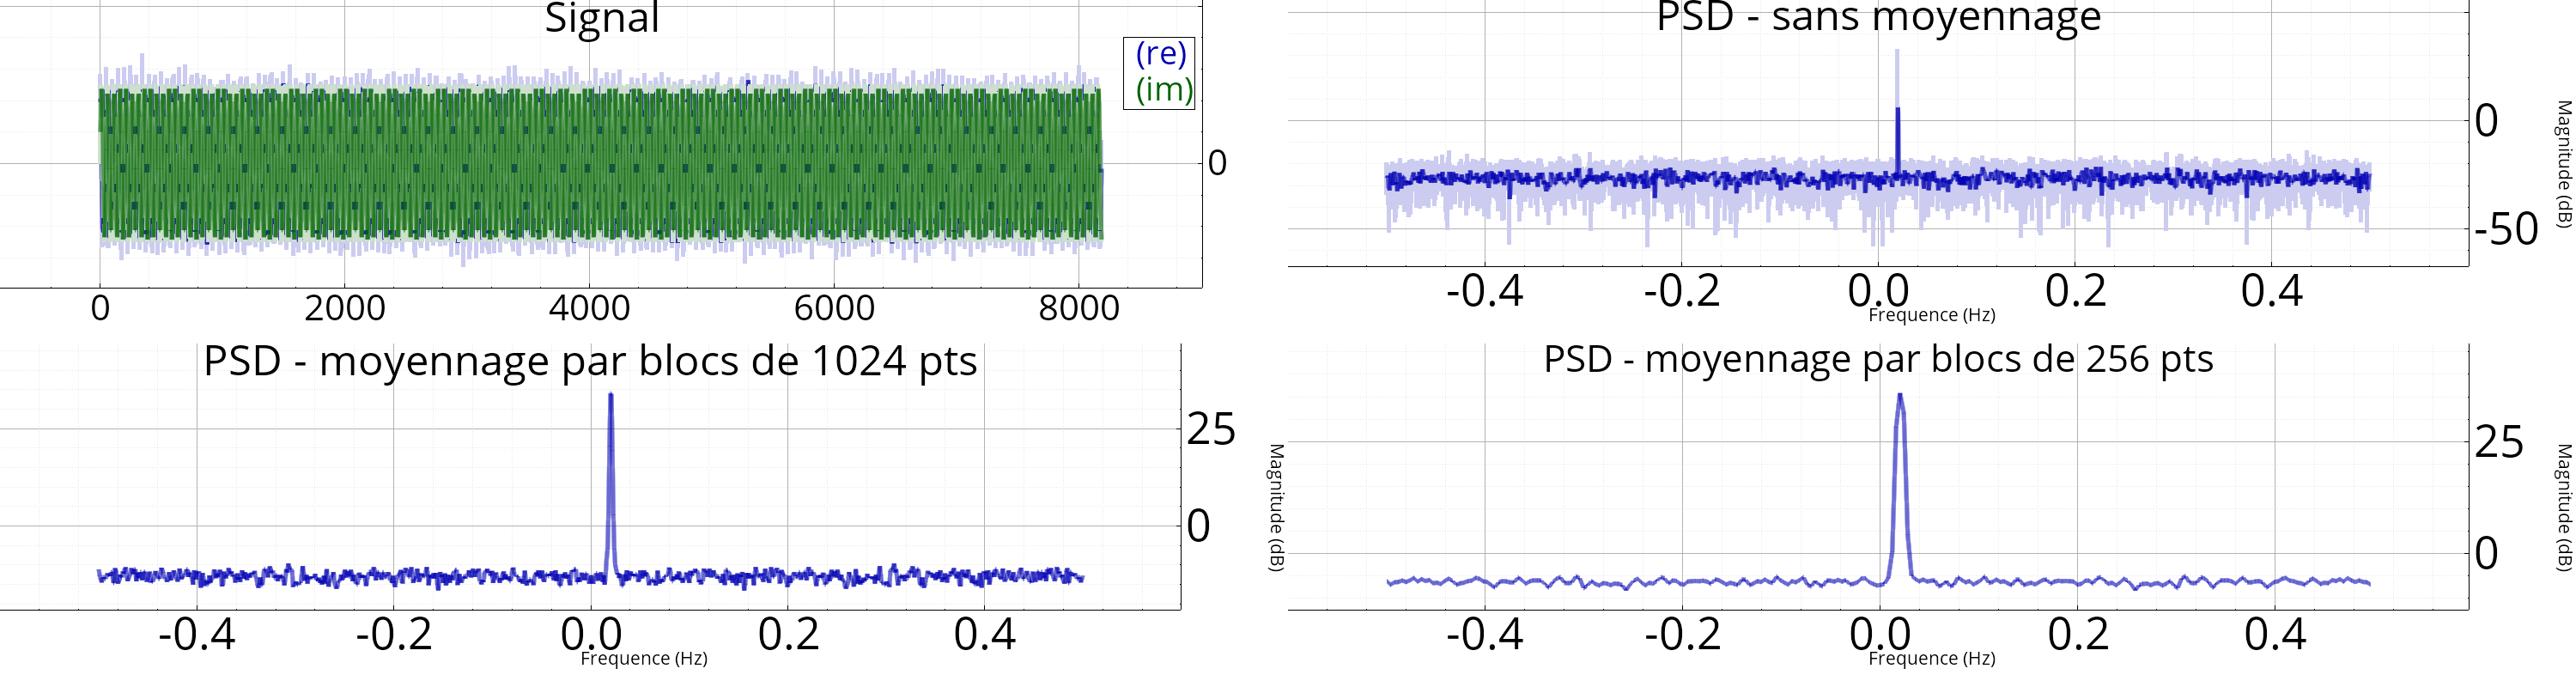 Signal
(re)
(im)
0
0 2000 4000 6000 8000
PSD - sans moyennage
0
-50
Magnitude (dB)
-0.4 -0.2 0.0 0.2 0.4
Frequence (Hz)
PSD - moyennage par blocs de 1024 pts
25
0
Magnitude (dB)
-0.4 -0.2 0.0 0.2 0.4
Frequence (Hz)
PSD - moyennage par blocs de 256 pts
25
0
Magnitude (dB)
-0.4 -0.2 0.0 0.2 0.4
Frequence (Hz)